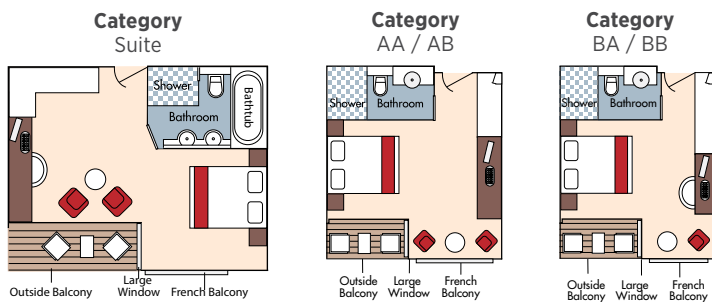 Category
Suite
Shower
Bathroom
Bathtub
Outside Balcony
Large
Window
French Balcony
Category
AA / AB
Shower
Bathroom
Outside
Balcony
Large
Window
French
Balcony
Category
BA / BB
Shower
Bathroom
Outside
Balcony
Large
Window
French
Balcony